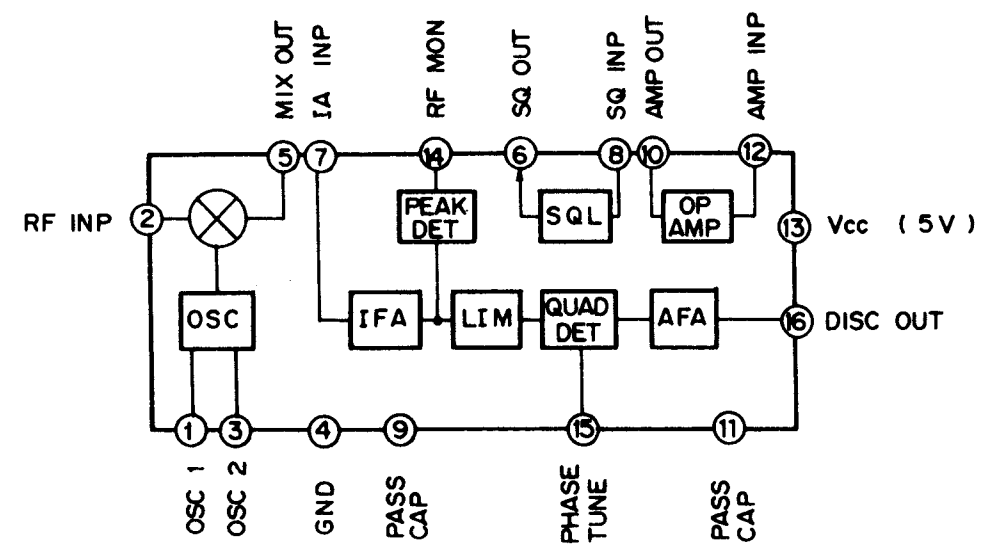 MIX OUT
IA INP
RF MON
SQ OUT
SQ INP
AMP OUT
AMP INP
5
7
14
6
8
10
12
RF INP
2
PEAK
DET
SQL
OP
AMP
13
Vcc (5V)
OSC
IFA
LIM
QUAD
DET
AFA
16
DISC OUT
1
3
4
9
15
11
OSC 1
OSC 2
GND
PASS
CAP
PHASE
TUNE
PASS
CAP